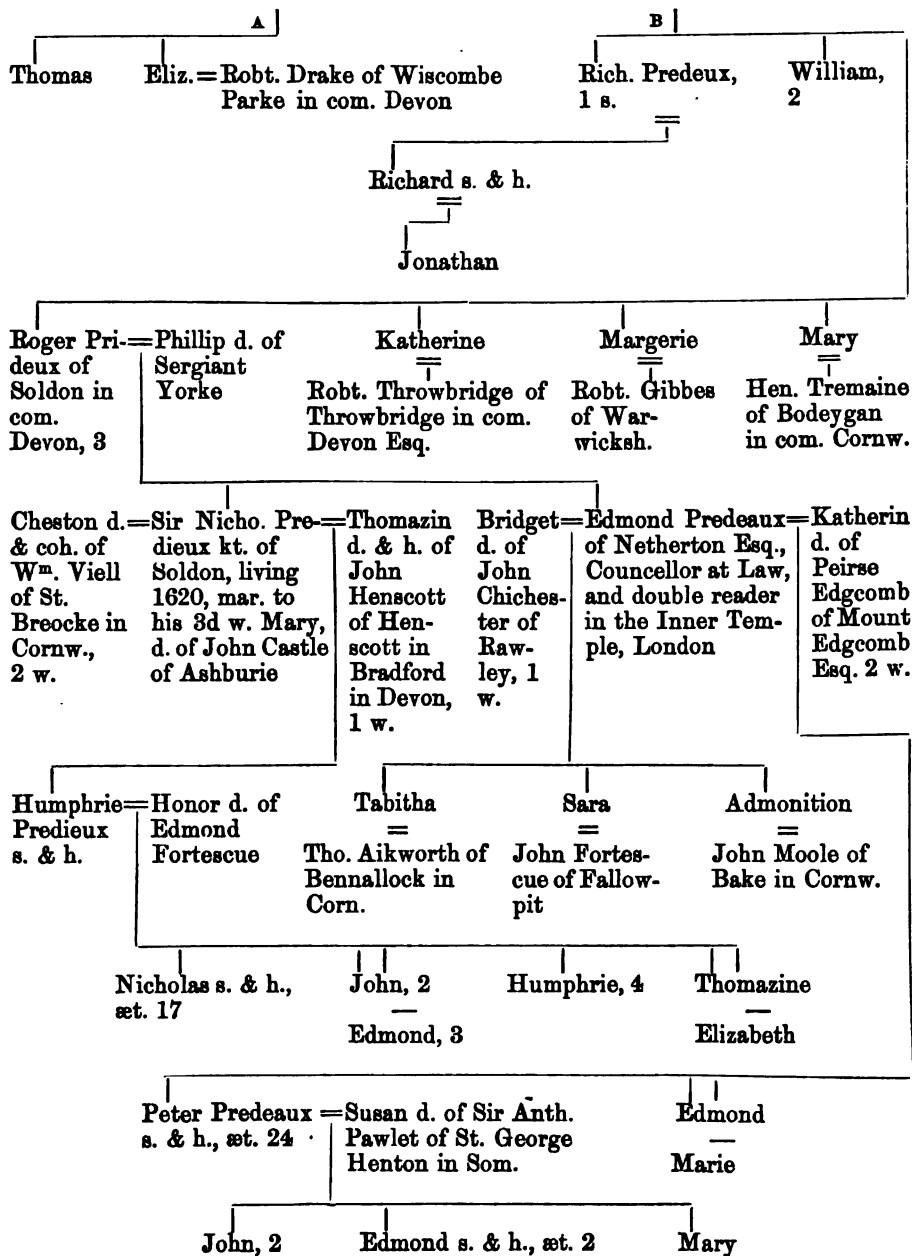 A
B
Thomas
Eliz. = Robt. Drake of Wiscombe
Parke in com. Devon
Rich. Predeux,
1 s.
William,
2
=
Richard s. & h.
=
Jonathan
Roger Pri-
deux of
Soldon in
com.
Devon, 3
= Phillip d. of
Sergiant
Yorke
Katherine
=
Robt. Throwbridge of
Throwbridge in com.
Devon Esq.
Margerie
=
Robt. Gibbes
of War-
wicksh.
Mary
=
Hen. Tremaine
of Bodeygan
in com. Cornw.
Cheston d.
& coh. of
Wm. Viell
of St.
Breocke in
Cornw.,
2 w.
= Sir Nicho. Pre-
dieux kt. of
Soldon, living
1620, mar. to
his 3d w. Mary,
d. of John Castle
of Ashburie
= Thomazin
d. & h. of
John
Henscott
of Hen-
scott in
Bradford
in Devon,
1 w.
Bridget
d. of
John
Chiches-
ter of
Raw-
ley, 1
w.
= Edmond Predeaux
of Netherton Esq.,
Councellor at Law,
and double reader
in the Inner Tem-
ple, London
= Katherin
d. of
Peirse
Edgcomb
of Mount
Edgcomb
Esq. 2 w.
Humphrie
Predieux
s. & h.
= Honor d. of
Edmond
Fortescue
Tabitha
=
Tho. Aikworth of
Bennallock in
Corn.
Sara
=
John Fortes-
cue of Fallow-
pit
Admonition
=
John Moole of
Bake in Cornw.
Nicholas s. & h.,
æt. 17
John, 2
—
Edmond, 3
Humphrie, 4
Thomazine
—
Elizabeth
Peter Predeaux
s. & h., æt. 24
= Susan d. of Sir Anth.
Pawlet of St. George
Henton in Som.
Edmond
—
Marie
John, 2
Edmond s. & h., æt. 2
Mary